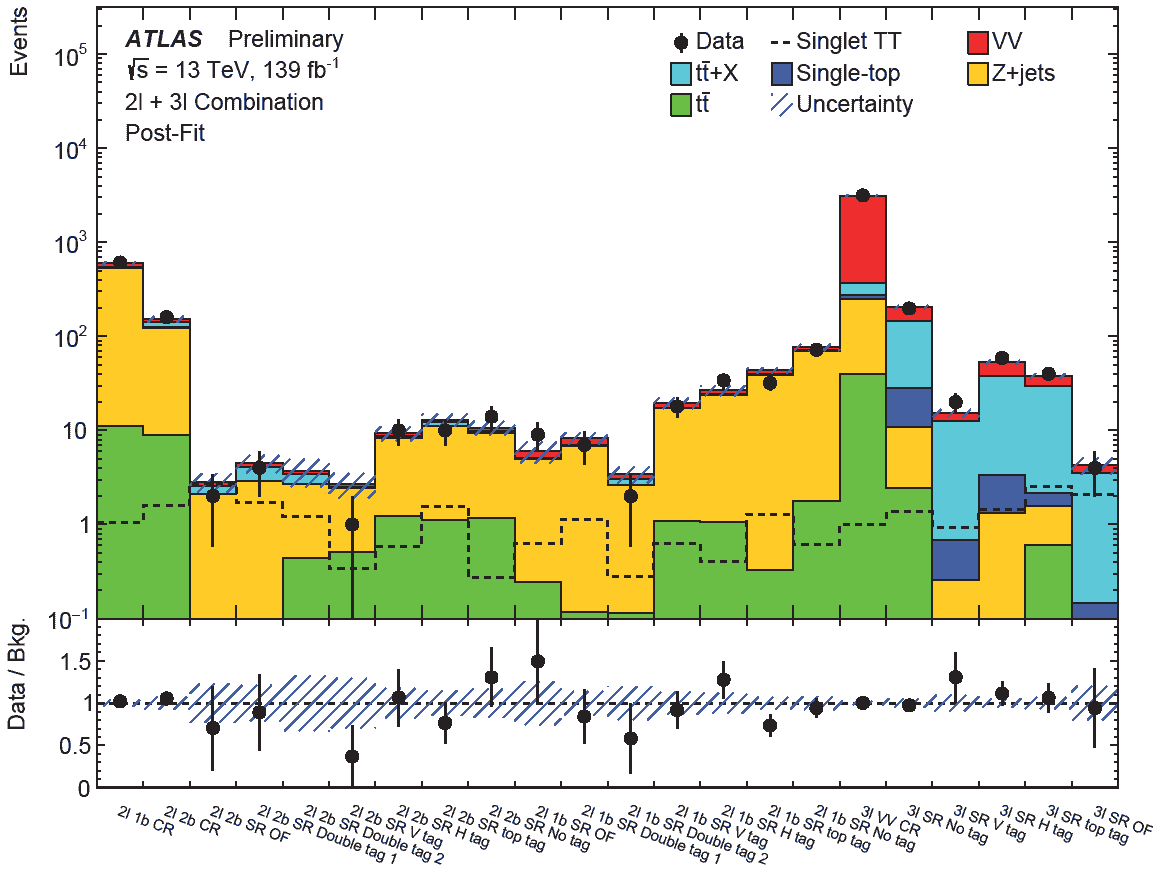 Events
10⁵
10⁴
10³
10²
10
1
10⁻¹
ATLAS Preliminary
√s = 13 TeV, 139 fb⁻¹
2l + 3l Combination
Post-Fit
Data
Singlet TT
VV
tt̄+X
Single-top
Z+jets
tt̄
Uncertainty
Data / Bkg.
1.5
1
0.5
0
2l 1b CR
2l 2b CR
2l 2b SR OF
2l 2b SR Double tag 1
2l 2b SR Double tag 2
2l 2b SR V tag
2l 2b SR H tag
2l 2b SR top tag
2l 2b SR No tag
2l 1b SR OF
2l 1b SR Double tag 1
2l 1b SR Double tag 2
2l 1b SR V tag
2l 1b SR H tag
2l 1b SR top tag
2l 1b SR No tag
3l VV CR
3l SR No tag
3l SR V tag
3l SR H tag
3l SR top tag
3l SR OF